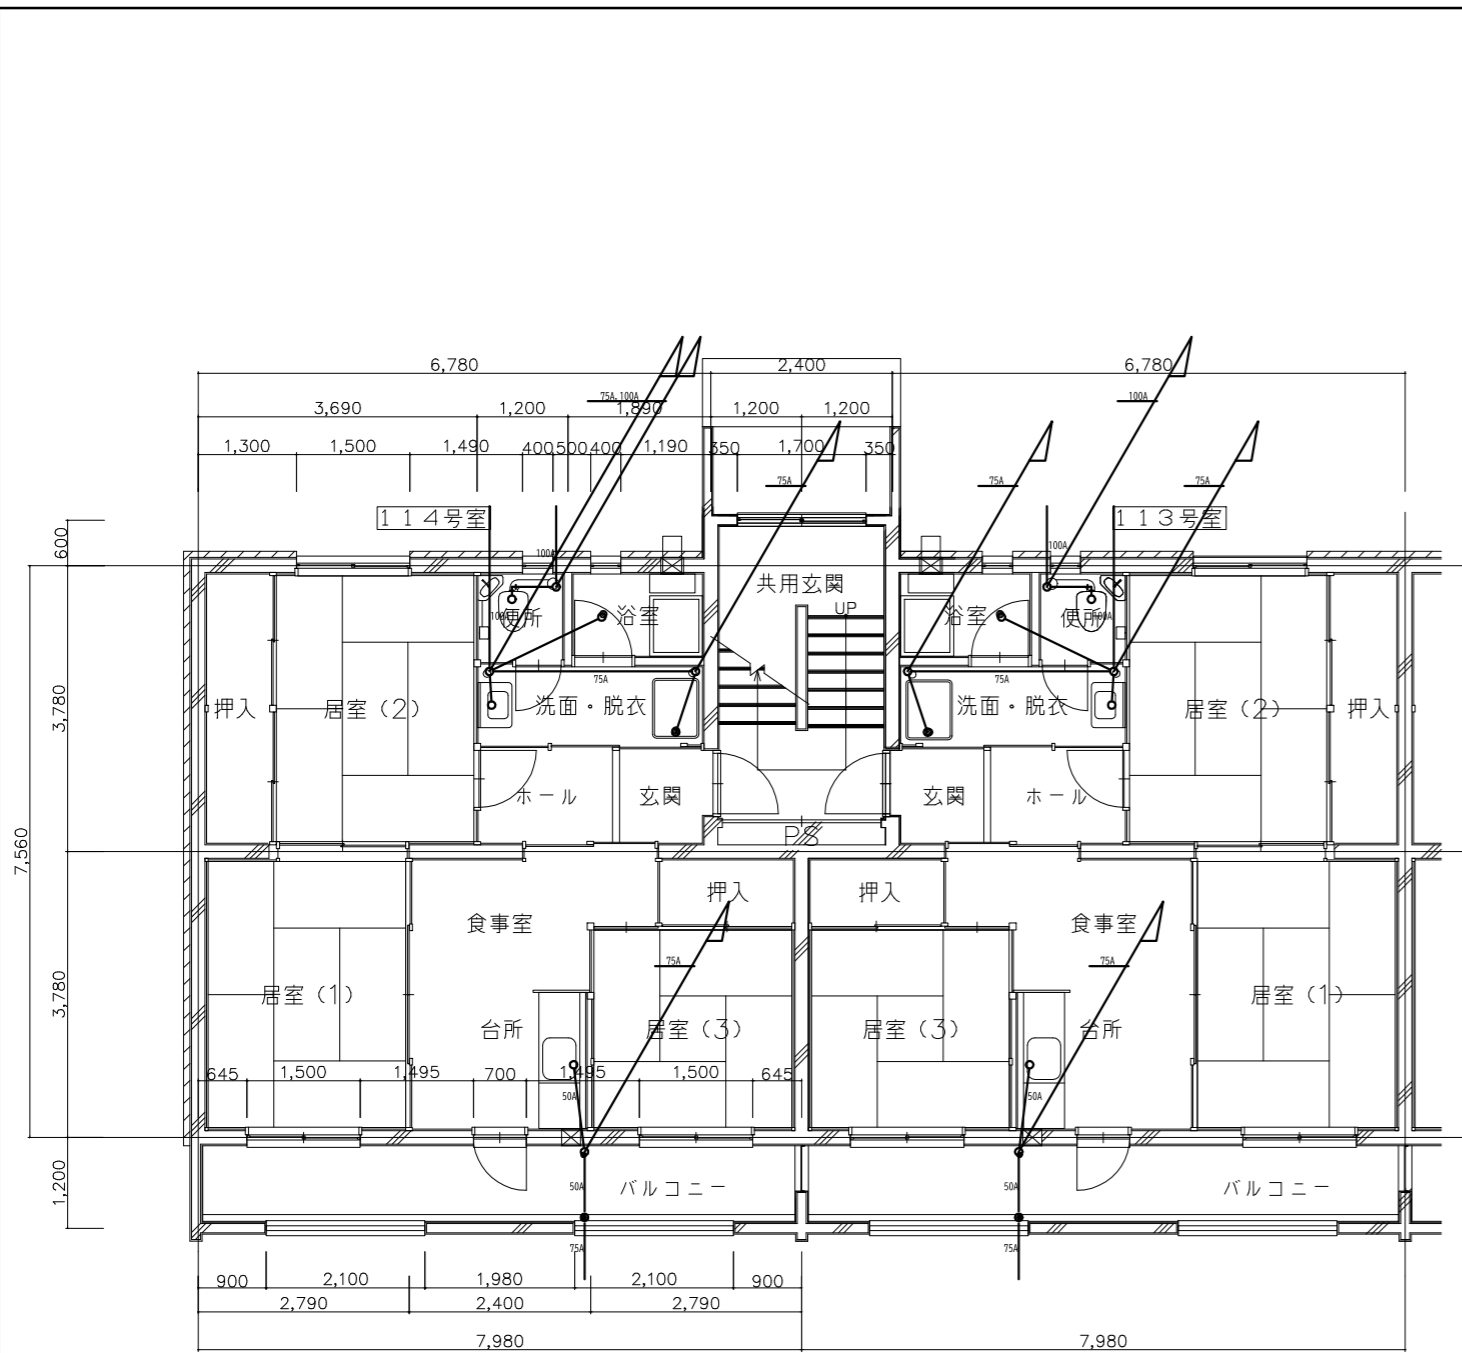 6,780 2,400 6,780
75A,100A 100A
3,690 1,200 1,890 1,200 1,200
1,300 1,500 1,490 400 500 400 1,190 350 1,700 350
75A 75A 75A
114号室 113号室
600
100A 100A
共用玄関
UP
100A 便所 浴室 浴室 便所 100A
75A 75A
押入 居室(2) 洗面・脱衣 洗面・脱衣 居室(2) 押入
3,780
ホール 玄関 玄関 ホール
PS
7,560
押入 押入
食事室 食事室
75A 75A
3,780
居室(1) 居室(1)
台所 居室(3) 居室(3) 台所
645 1,500 1,495 700 1,495 1,500 645
50A 50A
1,200
50A バルコニー 50A バルコニー
75A 75A
900 2,100 1,980 2,100 900
2,790 2,400 2,790
7,980 7,980